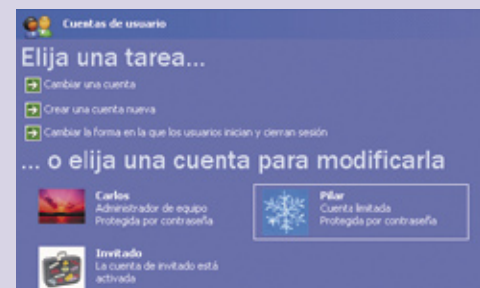 Cuentas de usuario
Elija una tarea...
Cambiar una cuenta
Crear una cuenta nueva
Cambiar la forma en la que los usuarios inician y cierran sesión
... o elija una cuenta para modificarla
Carlos
Administrador de equipo
Protegida por contraseña
Pilar
Cuenta limitada
Protegida por contraseña
Invitado
La cuenta de invitado está
activada